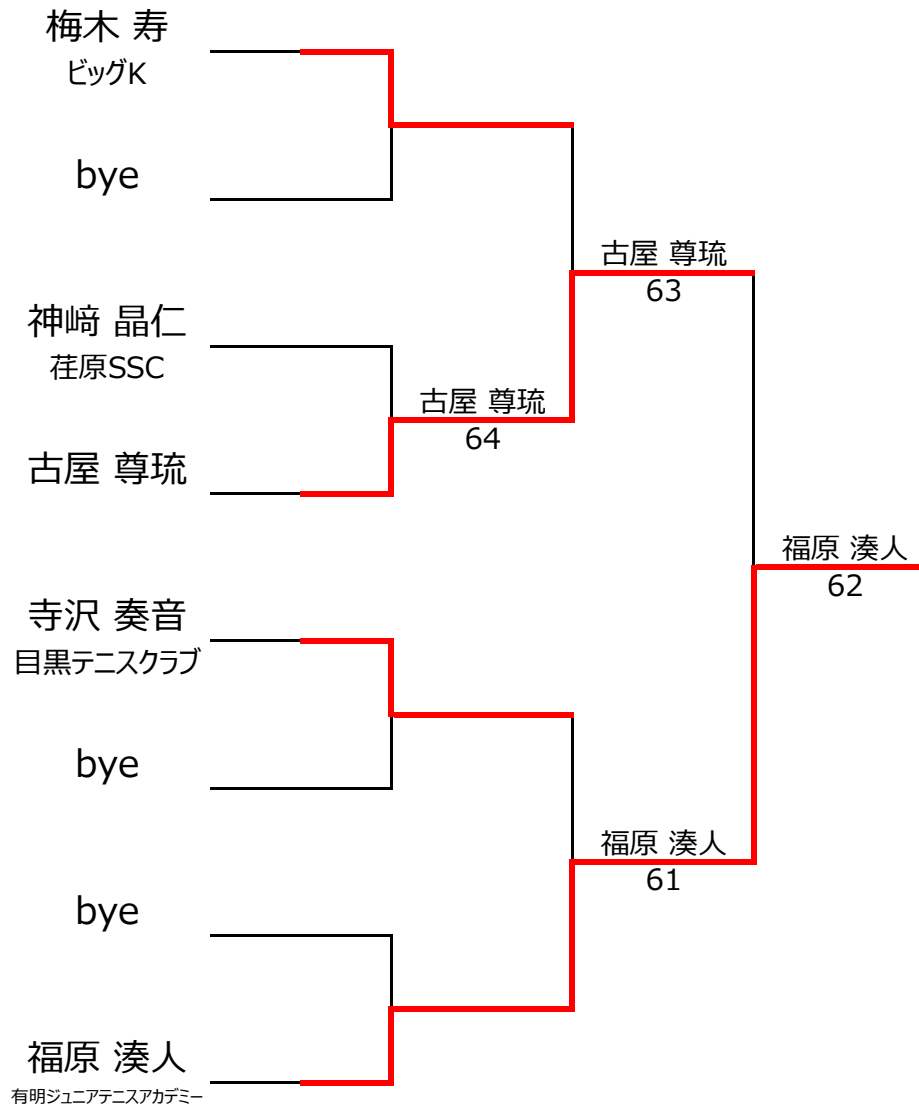 梅木 寿
ビッグK
bye
古屋 尊琉
63
神﨑 晶仁
荏原SSC
古屋 尊琉
64
古屋 尊琉
福原 湊人
62
寺沢 奏音
目黒テニスクラブ
bye
福原 湊人
61
bye
福原 湊人
有明ジュニアテニスアカデミー